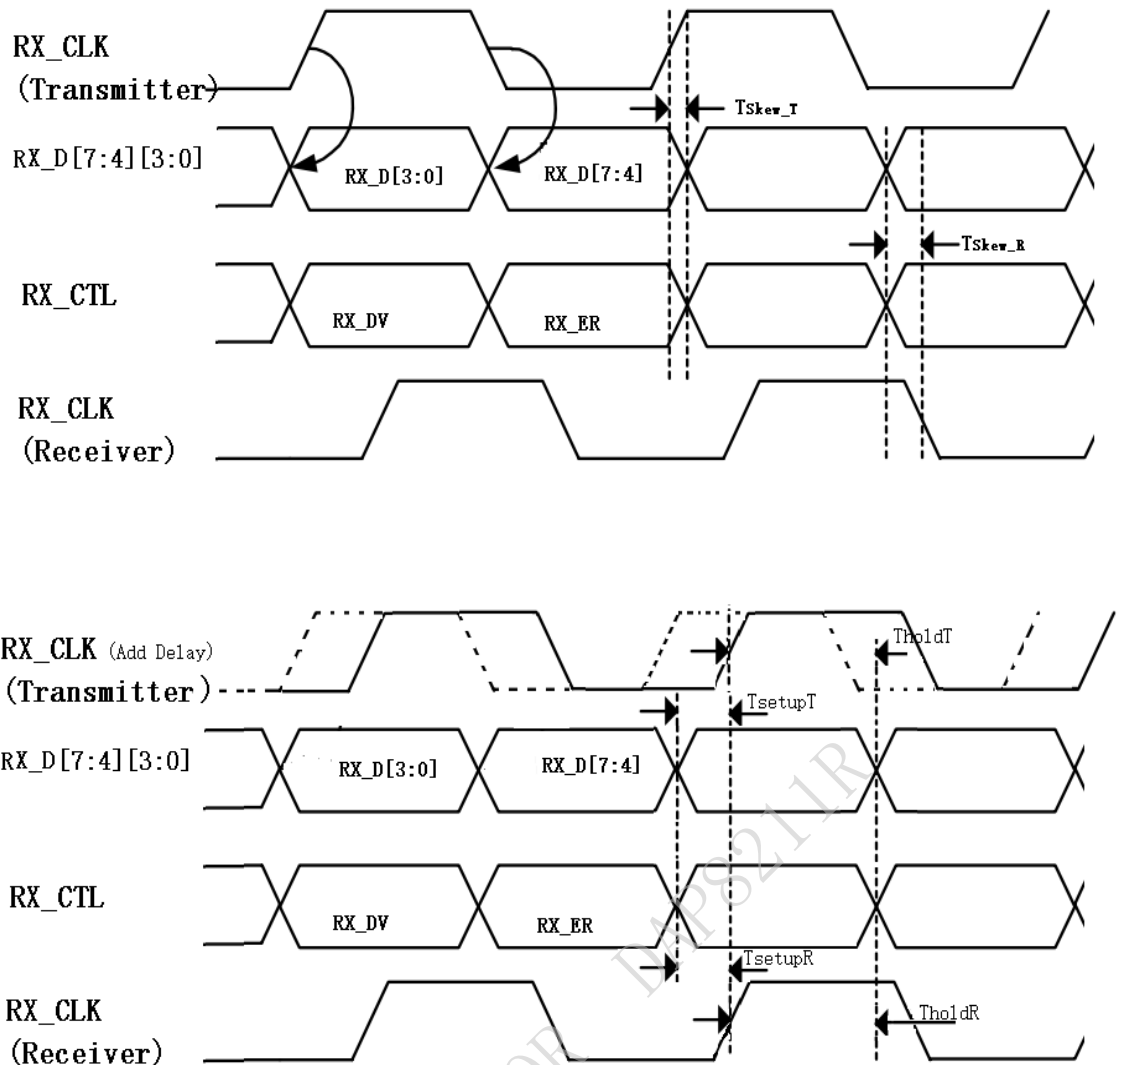 RX_CLK
(Transmitter)
TSkew_T
RX_D[7:4][3:0]
RX_D[3:0]
RX_D[7:4]
TSkew_R
RX_CTL
RX_DV
RX_ER
RX_CLK
(Receiver)
RX_CLK (Add Delay)
(Transmitter)
TholdT
TsetupT
RX_D[7:4][3:0]
RX_D[3:0]
RX_D[7:4]
DAP8211R
RX_CTL
RX_DV
RX_ER
TsetupR
RX_CLK
(Receiver)
TholdR